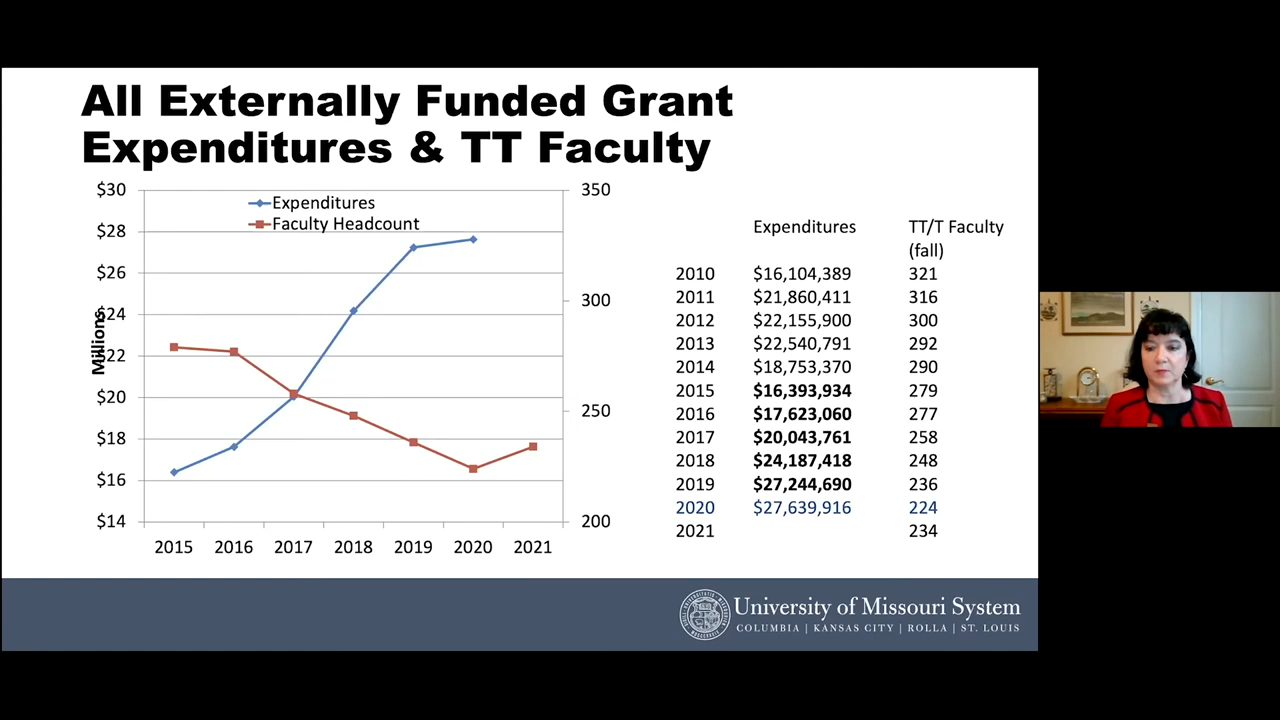 All Externally Funded Grant
Expenditures & TT Faculty
$30
$28
$26
$24
$22
$20
$18
$16
$14
Millions
Expenditures
Faculty Headcount
350
300
250
200
2015 2016 2017 2018 2019 2020 2021
Expenditures TT/T Faculty
(fall)
2010 $16,104,389 321
2011 $21,860,411 316
2012 $22,155,900 300
2013 $22,540,791 292
2014 $18,753,370 290
2015 $16,393,934 279
2016 $17,623,060 277
2017 $20,043,761 258
2018 $24,187,418 248
2019 $27,244,690 236
2020 $27,639,916 224
2021 234
University of Missouri System
COLUMBIA | KANSAS CITY | ROLLA | ST. LOUIS